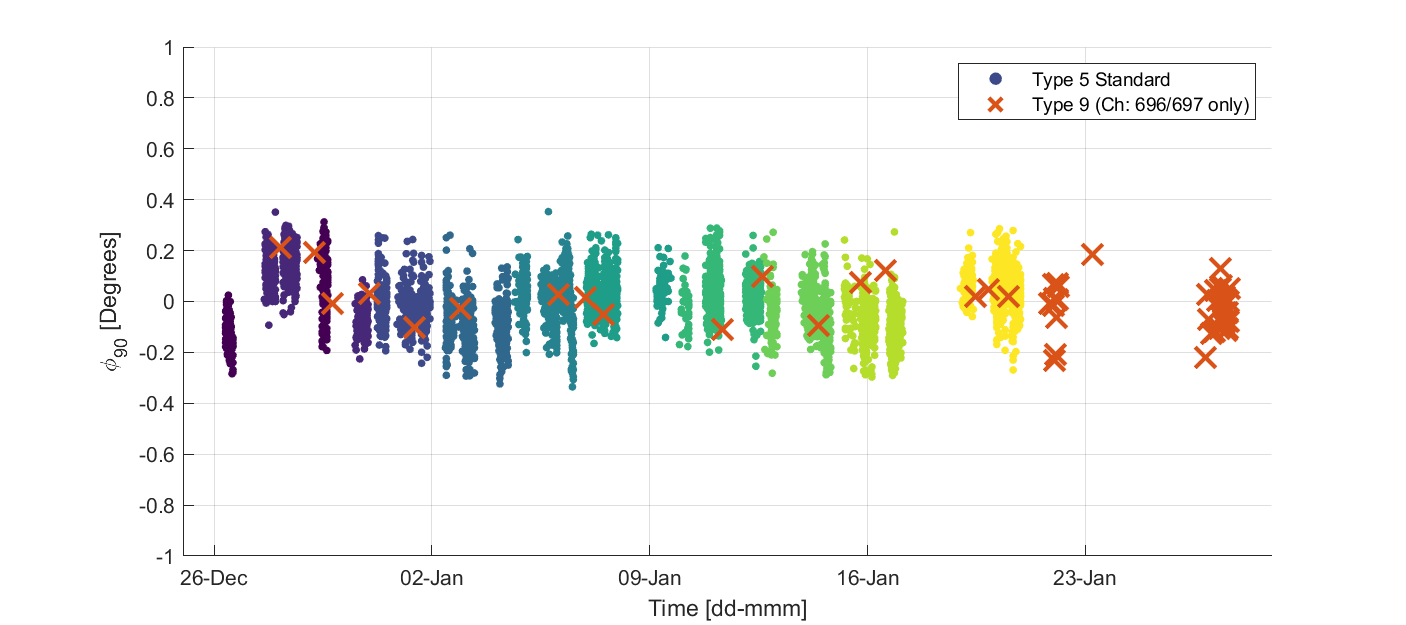 1
0.8
0.6
0.4
0.2
0
-0.2
-0.4
-0.6
-0.8
-1
ϕ90 [Degrees]
Type 5 Standard
Type 9 (Ch: 696/697 only)
26-Dec 02-Jan 09-Jan 16-Jan 23-Jan
Time [dd-mmm]